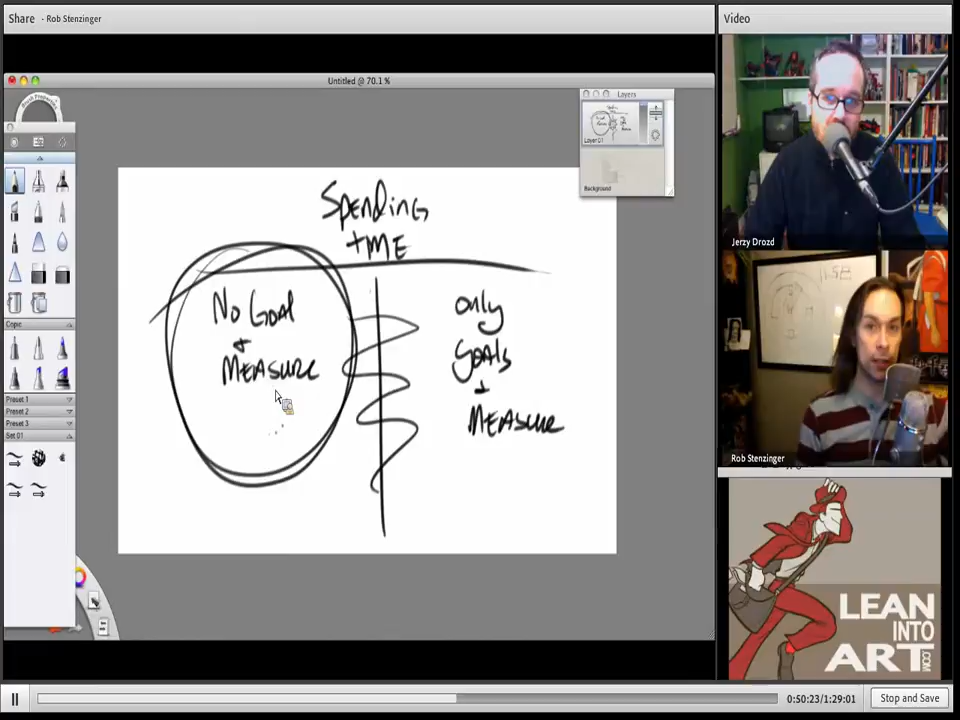 Share - Rob Stenzinger
Video
Untitled @ 70.1 %
Layers
Layer 01
Background
Brush Properties
Copic
Preset 1
Preset 2
Preset 3
Set 01
Spending
time
No Goal
+
MEASURE
only
Goals
+
MEASURE
Jerzy Drozd
Rob Stenzinger
LEAN
INTO
ART
.COM
0:50:23/1:29:01
Stop and Save